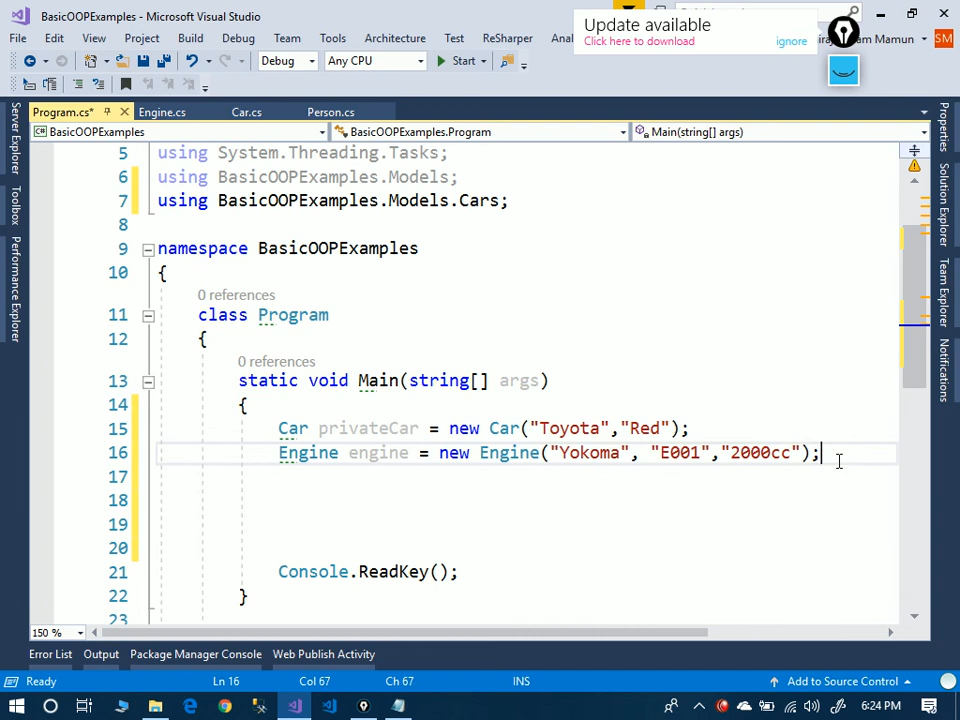 BasicOOPExamples - Microsoft Visual Studio
Update available
Click here to download
ignore
File Edit View Project Build Debug Team Tools Architecture Test ReSharper
am Mamun
SM
Debug Any CPU Start
Program.cs* Engine.cs Car.cs Person.cs
BasicOOPExamples BasicOOPExamples.Program Main(string[] args)
5 using System.Threading.Tasks;
6 using BasicOOPExamples.Models;
7 using BasicOOPExamples.Models.Cars;
8
9 namespace BasicOOPExamples
10 {
0 references
11 class Program
12 {
0 references
13 static void Main(string[] args)
14 {
15 Car privateCar = new Car("Toyota","Red");
16 Engine engine = new Engine("Yokoma", "E001","2000cc");
17
18
19
20
21 Console.ReadKey();
22 }
23
150 %
Server Explorer
Toolbox
Performance Explorer
Properties
Solution Explorer
Team Explorer
Notifications
Error List Output Package Manager Console Web Publish Activity
Ready Ln 16 Col 67 Ch 67 INS Add to Source Control
6:24 PM